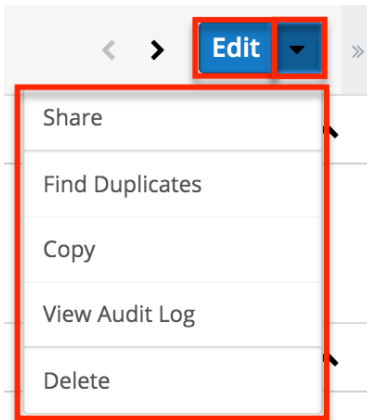 Edit
Share
Find Duplicates
Copy
View Audit Log
Delete